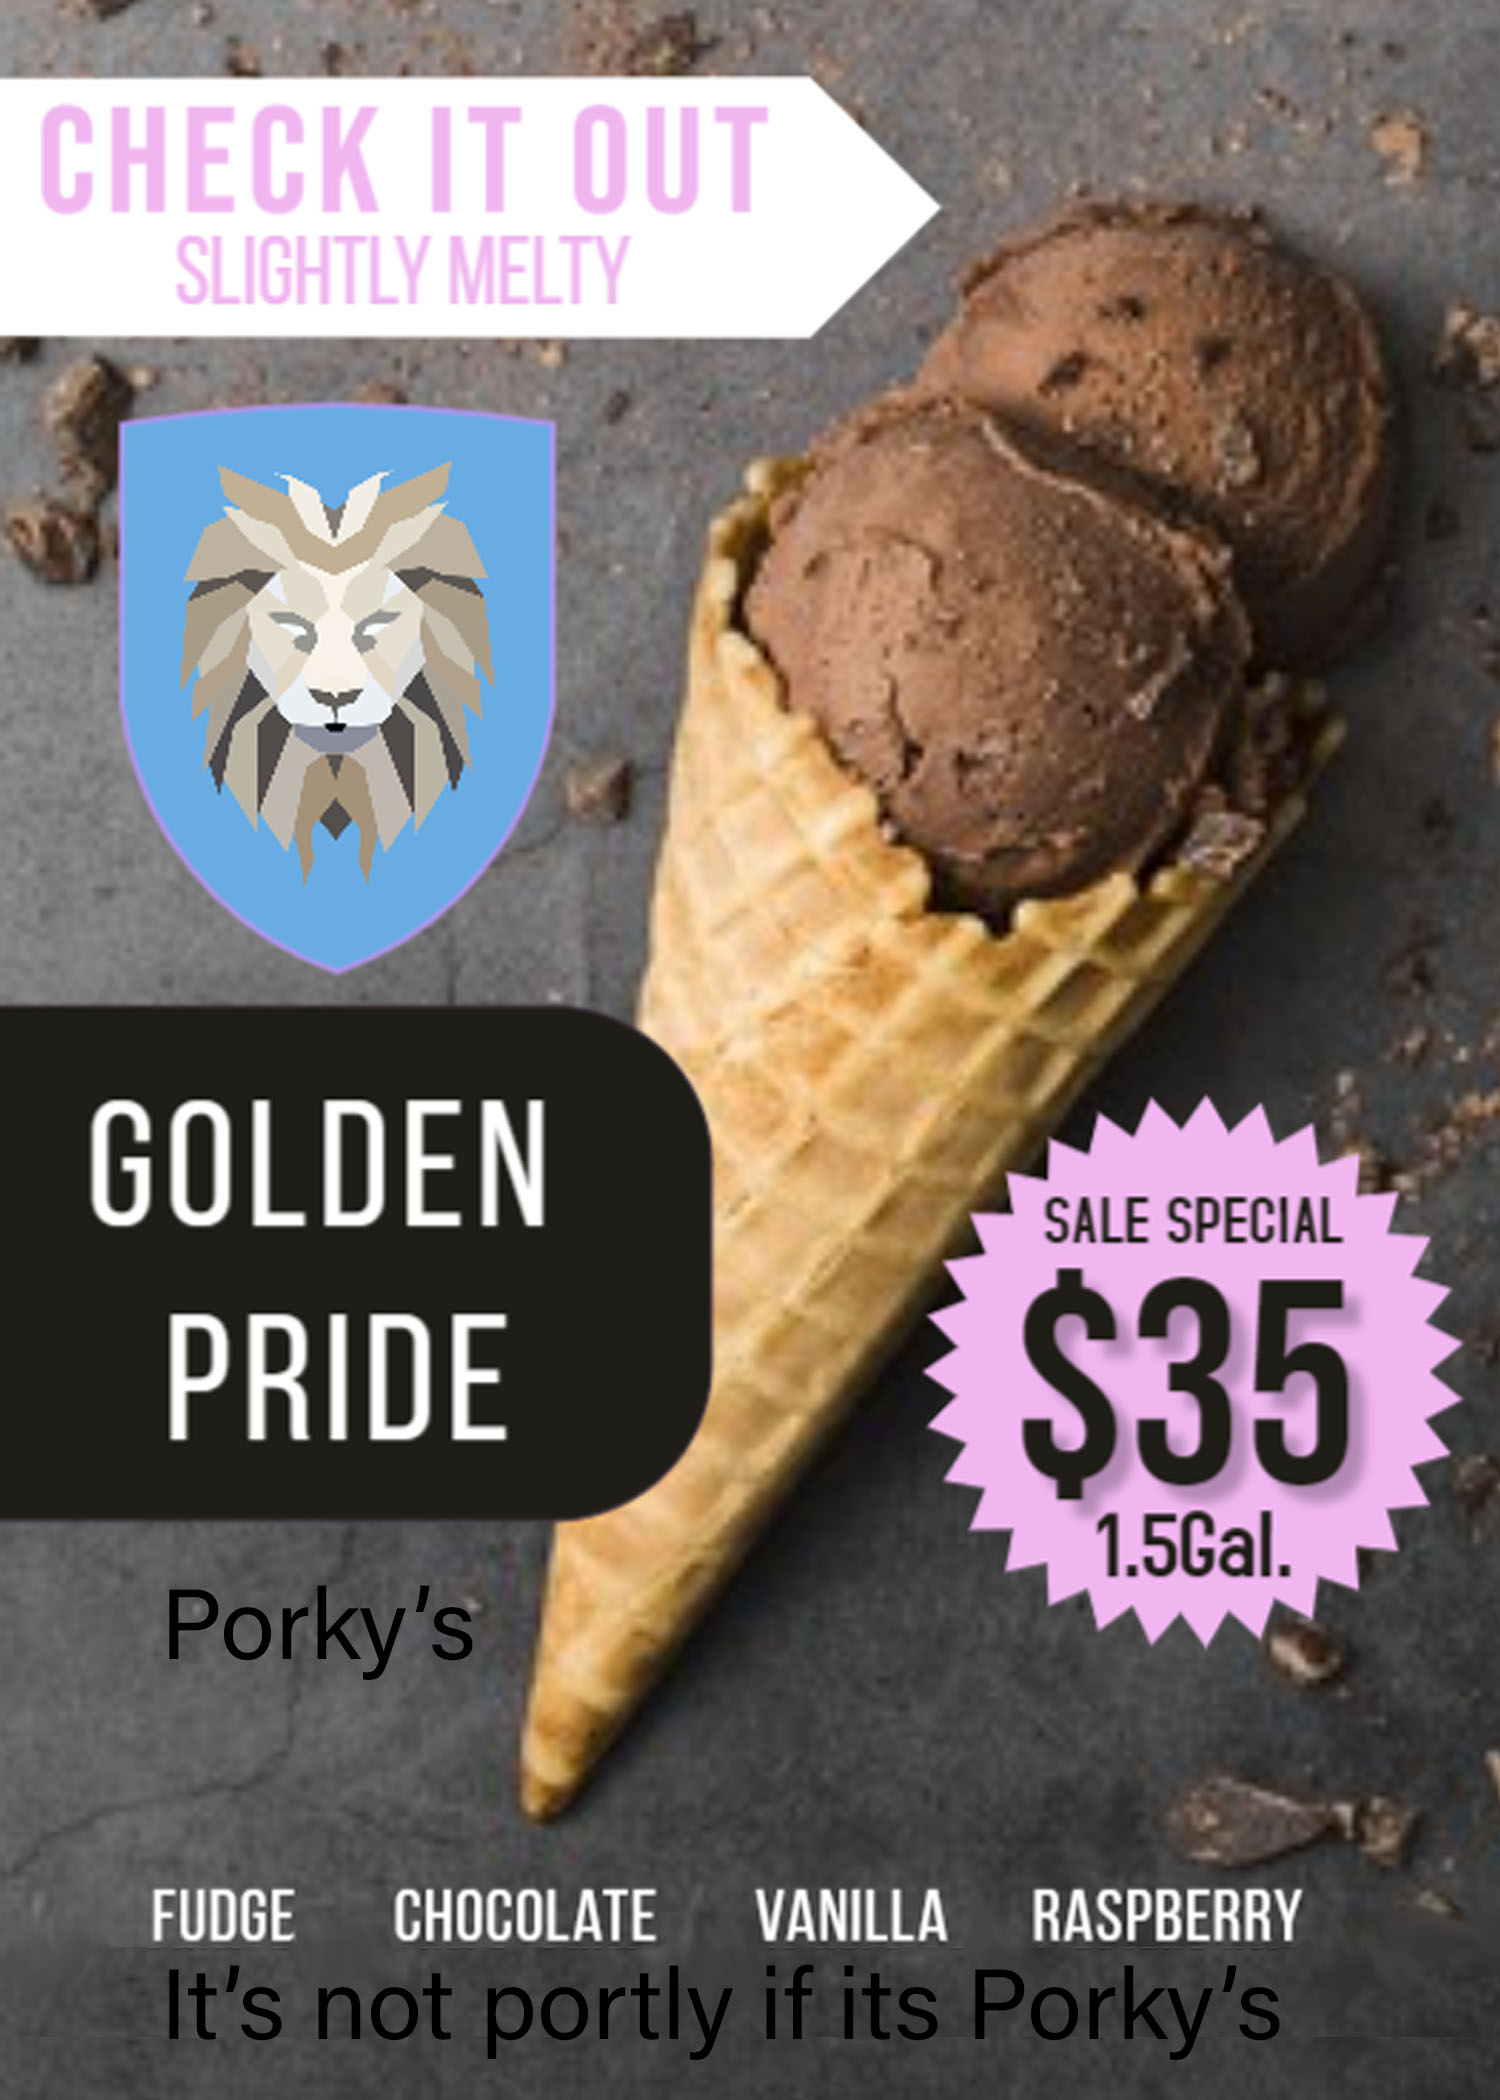 CHECK IT OUT
SLIGHTLY MELTY
GOLDEN
PRIDE
SALE SPECIAL
$35
1.5Gal.
Porky’s
FUDGE CHOCOLATE VANILLA RASPBERRY
It’s not portly if its Porky’s